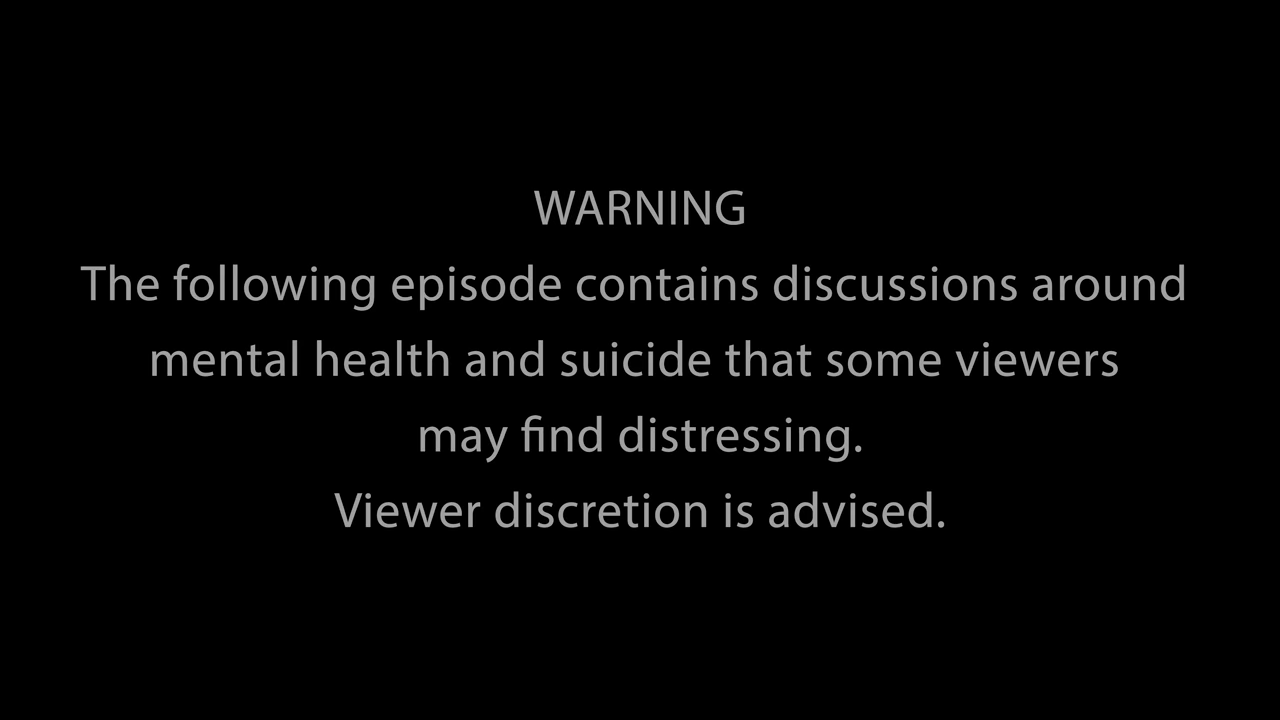 WARNING
The following episode contains discussions around
mental health and suicide that some viewers
may find distressing.
Viewer discretion is advised.